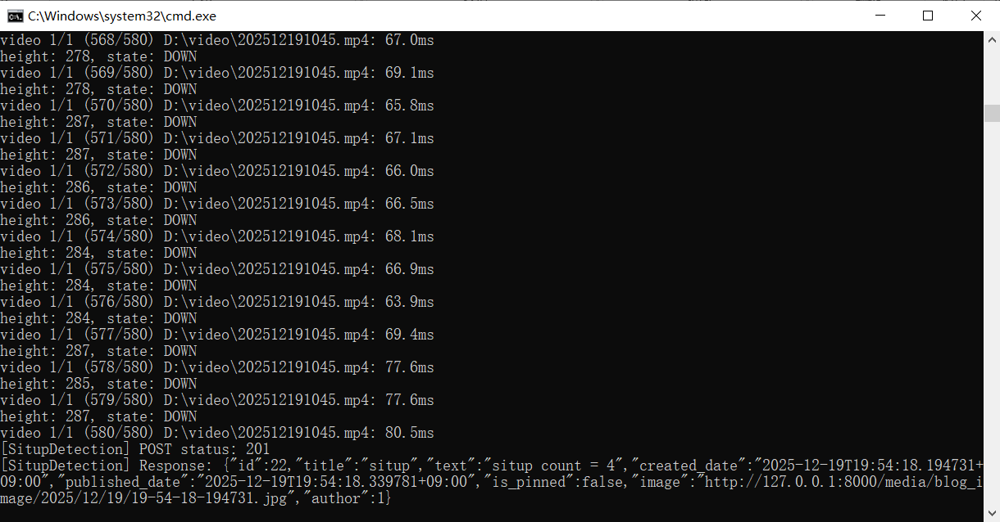 C:\Windows\system32\cmd.exe
video 1/1 (568/580) D:\video\202512191045.mp4: 67.0ms
height: 278, state: DOWN
video 1/1 (569/580) D:\video\202512191045.mp4: 69.1ms
height: 278, state: DOWN
video 1/1 (570/580) D:\video\202512191045.mp4: 65.8ms
height: 287, state: DOWN
video 1/1 (571/580) D:\video\202512191045.mp4: 67.1ms
height: 287, state: DOWN
video 1/1 (572/580) D:\video\202512191045.mp4: 66.0ms
height: 286, state: DOWN
video 1/1 (573/580) D:\video\202512191045.mp4: 66.5ms
height: 286, state: DOWN
video 1/1 (574/580) D:\video\202512191045.mp4: 68.1ms
height: 284, state: DOWN
video 1/1 (575/580) D:\video\202512191045.mp4: 66.9ms
height: 284, state: DOWN
video 1/1 (576/580) D:\video\202512191045.mp4: 63.9ms
height: 284, state: DOWN
video 1/1 (577/580) D:\video\202512191045.mp4: 69.4ms
height: 287, state: DOWN
video 1/1 (578/580) D:\video\202512191045.mp4: 77.6ms
height: 285, state: DOWN
video 1/1 (579/580) D:\video\202512191045.mp4: 77.6ms
height: 287, state: DOWN
video 1/1 (580/580) D:\video\202512191045.mp4: 80.5ms
[SitupDetection] POST status: 201
[SitupDetection] Response: {"id":22,"title":"situp","text":"situp count = 4","created_date":"2025-12-19T19:54:18.194731+
09:00","published_date":"2025-12-19T19:54:18.339781+09:00","is_pinned":false,"image":"http://127.0.0.1:8000/media/blog_i
mage/2025/12/19/19-54-18-194731.jpg","author":1}